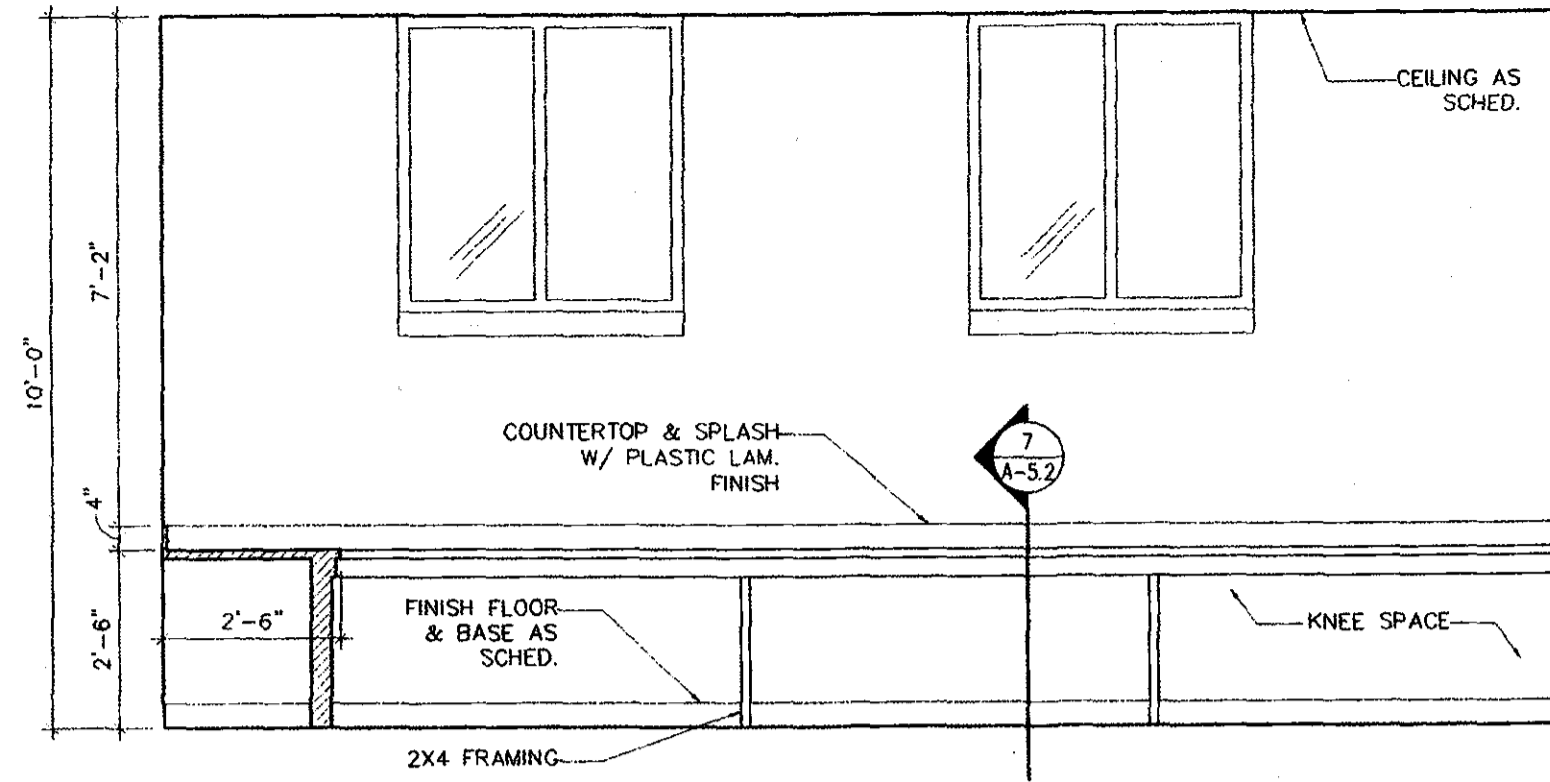 CEILING AS
SCHED.
10'-0"
7'-2"
4"
2'-6"
COUNTERTOP & SPLASH
W/ PLASTIC LAM.
FINISH
7
A-5.2
2'-6"
FINISH FLOOR
& BASE AS
SCHED.
KNEE SPACE
2X4 FRAMING